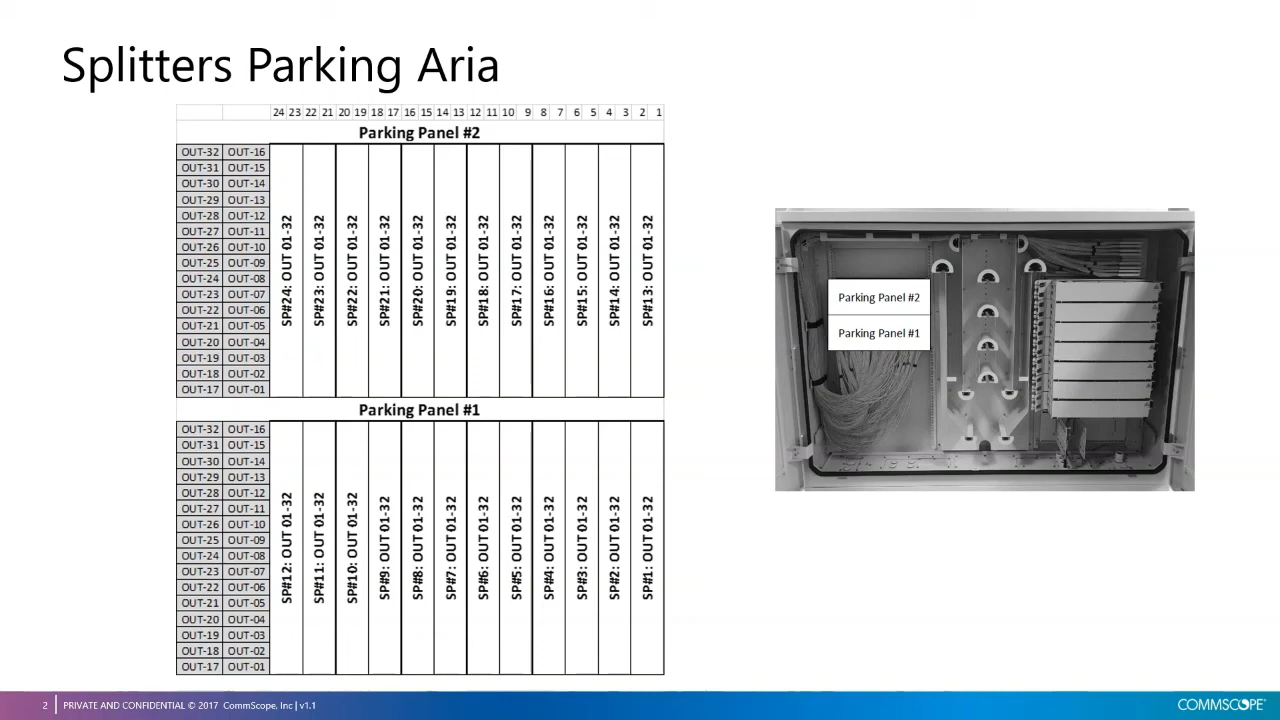 Splitters Parking Aria
24 23 22 21 20 19 18 17 16 15 14 13 12 11 10 9 8 7 6 5 4 3 2 1
Parking Panel #2
OUT-32 OUT-16
OUT-31 OUT-15
OUT-30 OUT-14
OUT-29 OUT-13
OUT-28 OUT-12
OUT-27 OUT-11
OUT-26 OUT-10
OUT-25 OUT-09
OUT-24 OUT-08
OUT-23 OUT-07
OUT-22 OUT-06
OUT-21 OUT-05
OUT-20 OUT-04
OUT-19 OUT-03
OUT-18 OUT-02
OUT-17 OUT-01
SP#24: OUT 01-32
SP#23: OUT 01-32
SP#22: OUT 01-32
SP#21: OUT 01-32
SP#20: OUT 01-32
SP#19: OUT 01-32
SP#18: OUT 01-32
SP#17: OUT 01-32
SP#16: OUT 01-32
SP#15: OUT 01-32
SP#14: OUT 01-32
SP#13: OUT 01-32
Parking Panel #1
OUT-32 OUT-16
OUT-31 OUT-15
OUT-30 OUT-14
OUT-29 OUT-13
OUT-28 OUT-12
OUT-27 OUT-11
OUT-26 OUT-10
OUT-25 OUT-09
OUT-24 OUT-08
OUT-23 OUT-07
OUT-22 OUT-06
OUT-21 OUT-05
OUT-20 OUT-04
OUT-19 OUT-03
OUT-18 OUT-02
OUT-17 OUT-01
SP#12: OUT 01-32
SP#11: OUT 01-32
SP#10: OUT 01-32
SP#9: OUT 01-32
SP#8: OUT 01-32
SP#7: OUT 01-32
SP#6: OUT 01-32
SP#5: OUT 01-32
SP#4: OUT 01-32
SP#3: OUT 01-32
SP#2: OUT 01-32
SP#1: OUT 01-32
Parking Panel #2
Parking Panel #1
2 PRIVATE AND CONFIDENTIAL © 2017 CommScope, Inc | v1.1
COMMSCOPE®